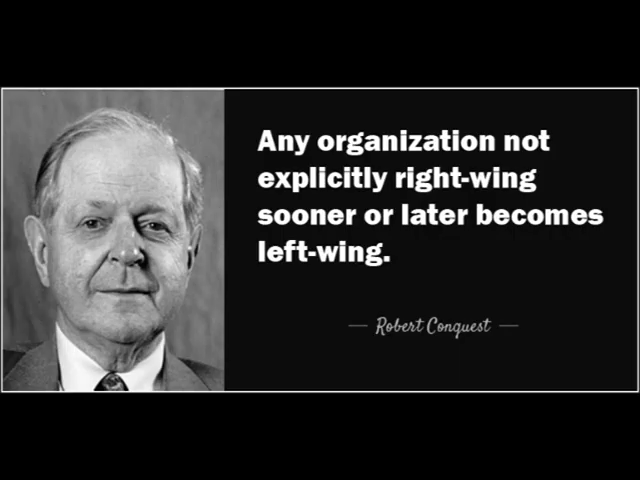 Any organization not
explicitly right-wing
sooner or later becomes
left-wing.
— Robert Conquest —